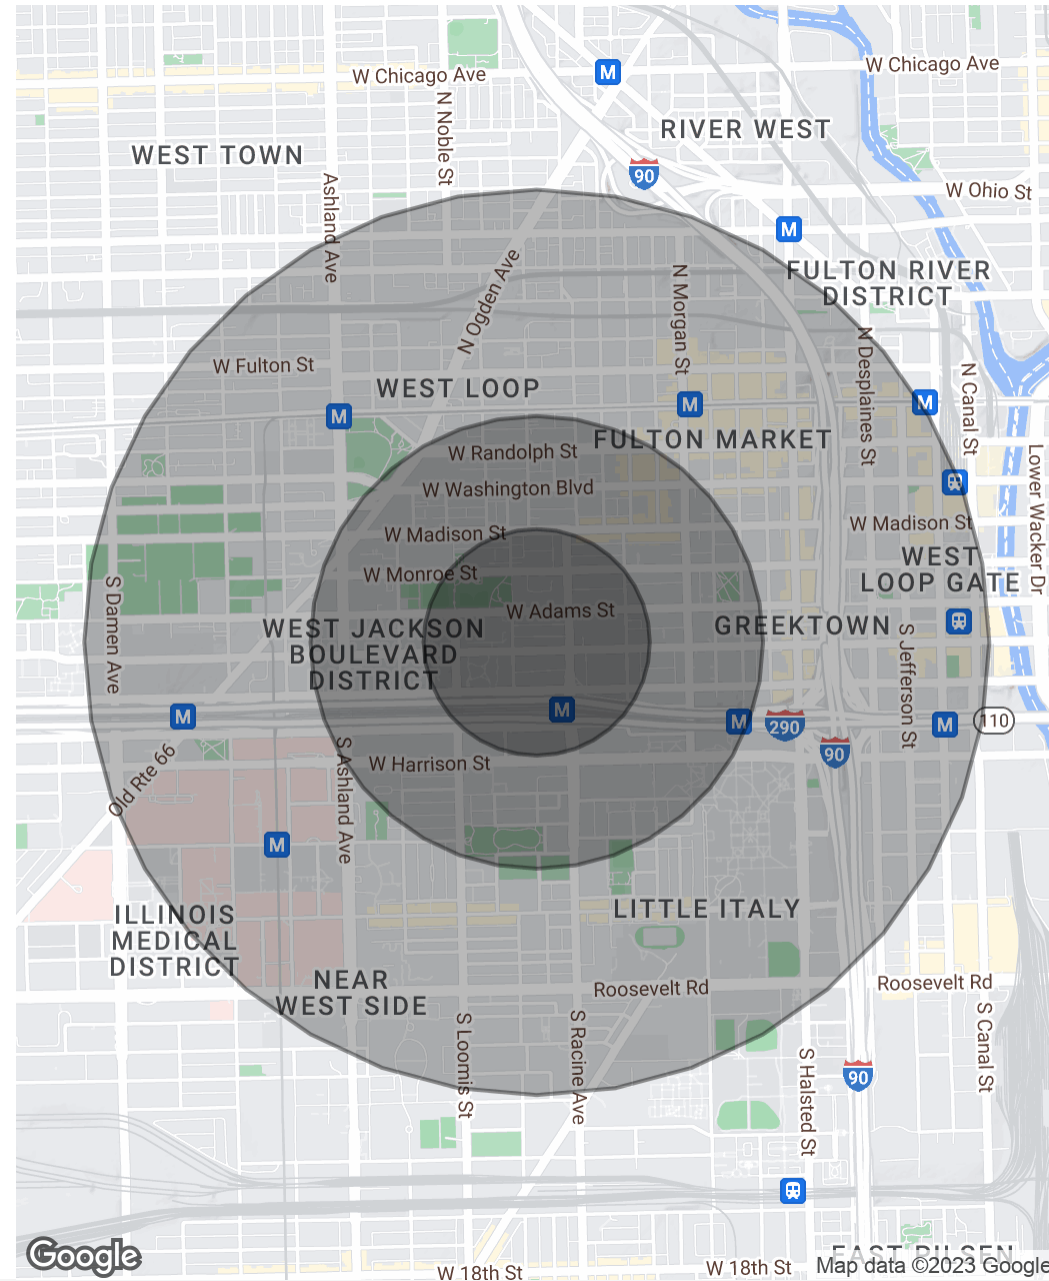 W Chicago Ave
W Chicago Ave
M
N Noble St
RIVER WEST
WEST TOWN
90
Ashland Ave
W Ohio St
M
N Ogden Ave
FULTON RIVER
DISTRICT
N Morgan St
N Desplaines St
W Fulton St
WEST LOOP
N Canal St
M
M
M
FULTON MARKET
W Randolph St
Lower Wacker Dr
W Washington Blvd
W Madison St
W Madison St
WEST
LOOP GATE
W Monroe St
S Damen Ave
W Adams St
WEST JACKSON
BOULEVARD
DISTRICT
GREEKTOWN
S Jefferson St
M
M
M
290
M
110
90
Old Rte 66
S Ashland Ave
W Harrison St
M
LITTLE ITALY
ILLINOIS
MEDICAL
DISTRICT
NEAR
WEST SIDE
Roosevelt Rd
Roosevelt Rd
S Loomis St
S Racine Ave
S Halsted St
S Canal St
90
EAST PILSEN
Google
W 18th St
W 18th St
Map data ©2023 Google